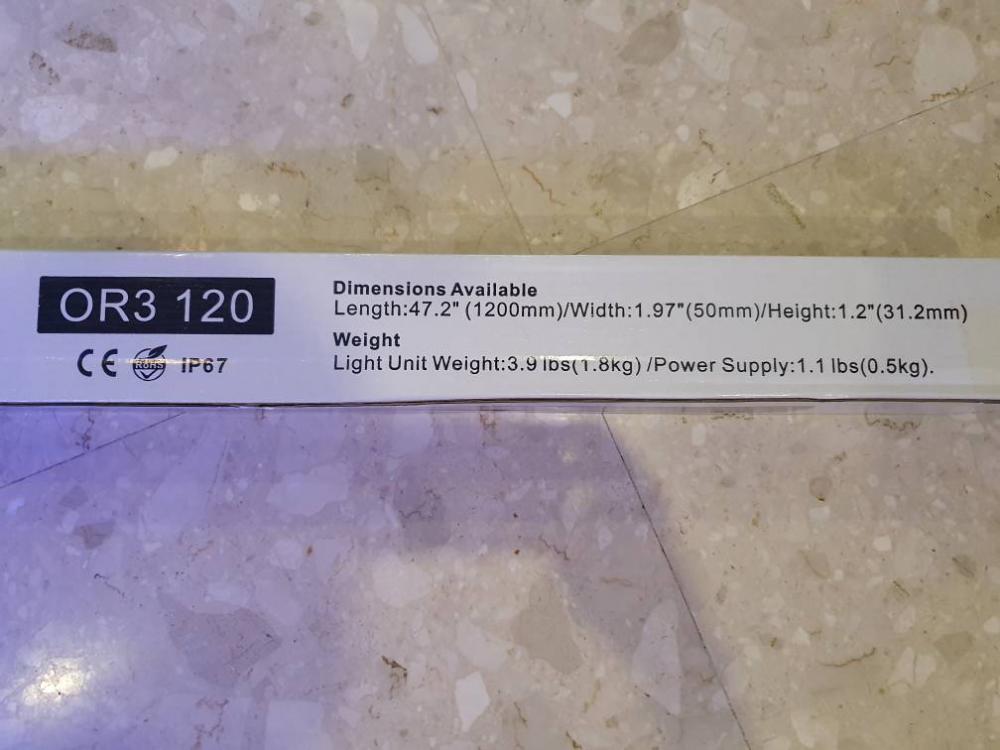 OR3 120
CE RoHS IP67
Dimensions Available
Length:47.2" (1200mm)/Width:1.97"(50mm)/Height:1.2"(31.2mm)
Weight
Light Unit Weight:3.9 lbs(1.8kg) /Power Supply:1.1 lbs(0.5kg).